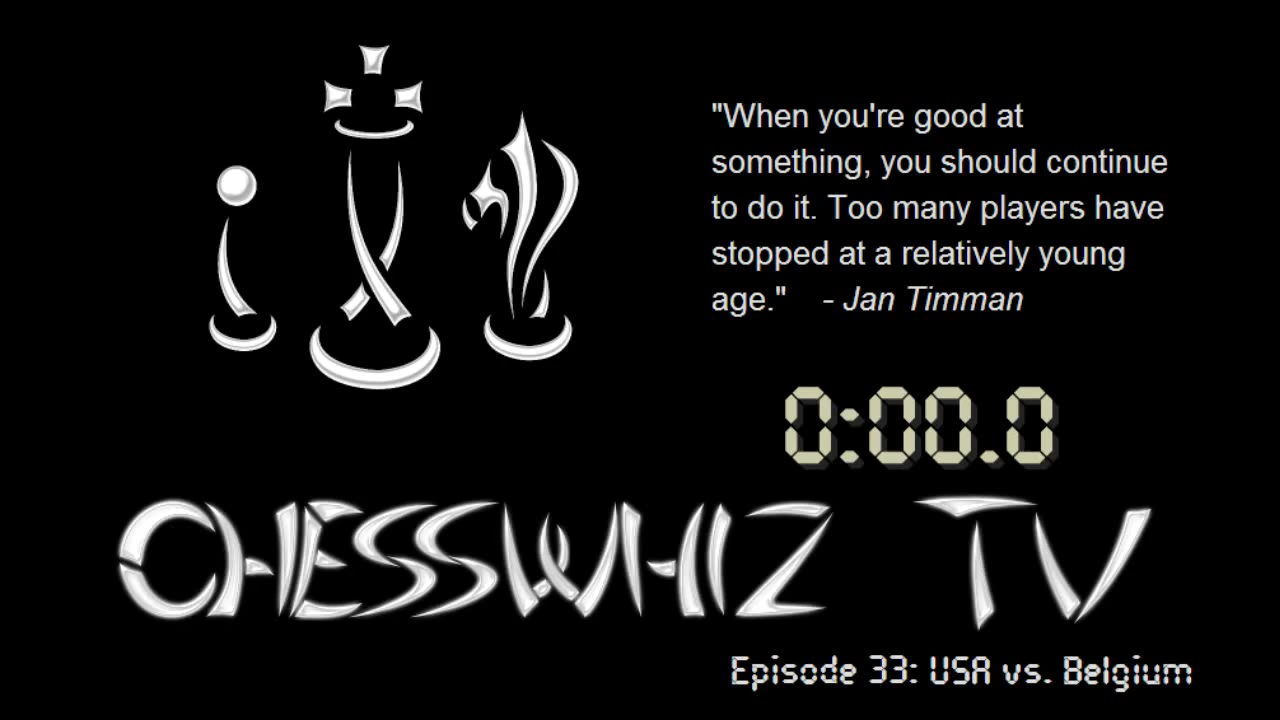 "When you're good at
something, you should continue
to do it. Too many players have
stopped at a relatively young
age." - Jan Timman
0:00.0
CHESSWHIZ TV
Episode 33: USA vs. Belgium